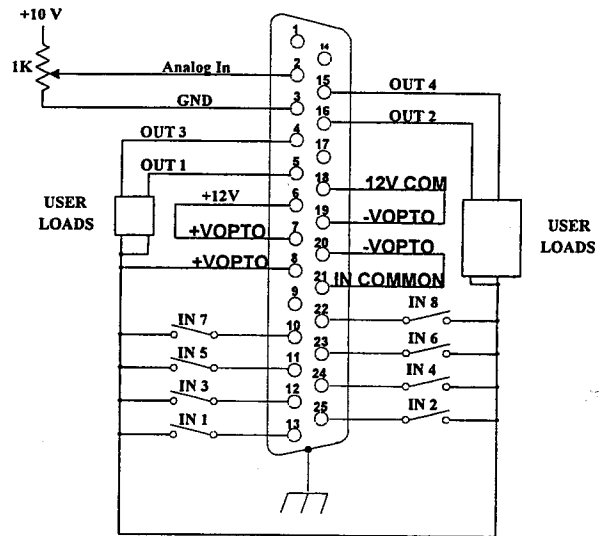 +10 V
1K
Analog In
GND
OUT 3
OUT 1
+12V
+VOPTO
+VOPTO
USER
LOADS
IN 7
IN 5
IN 3
IN 1
1
2
3
4
5
6
7
8
9
10
11
12
13
14
15
16
17
18
19
20
21
22
23
24
25
OUT 4
OUT 2
12V COM
-VOPTO
-VOPTO
IN COMMON
USER
LOADS
IN 8
IN 6
IN 4
IN 2